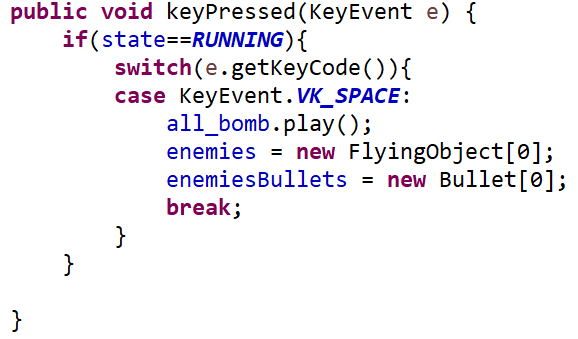 public void keyPressed(KeyEvent e) {
if(state==RUNNING){
switch(e.getKeyCode()){
case KeyEvent.VK_SPACE:
all_bomb.play();
enemies = new FlyingObject[0];
enemiesBullets = new Bullet[0];
break;
}
}
}